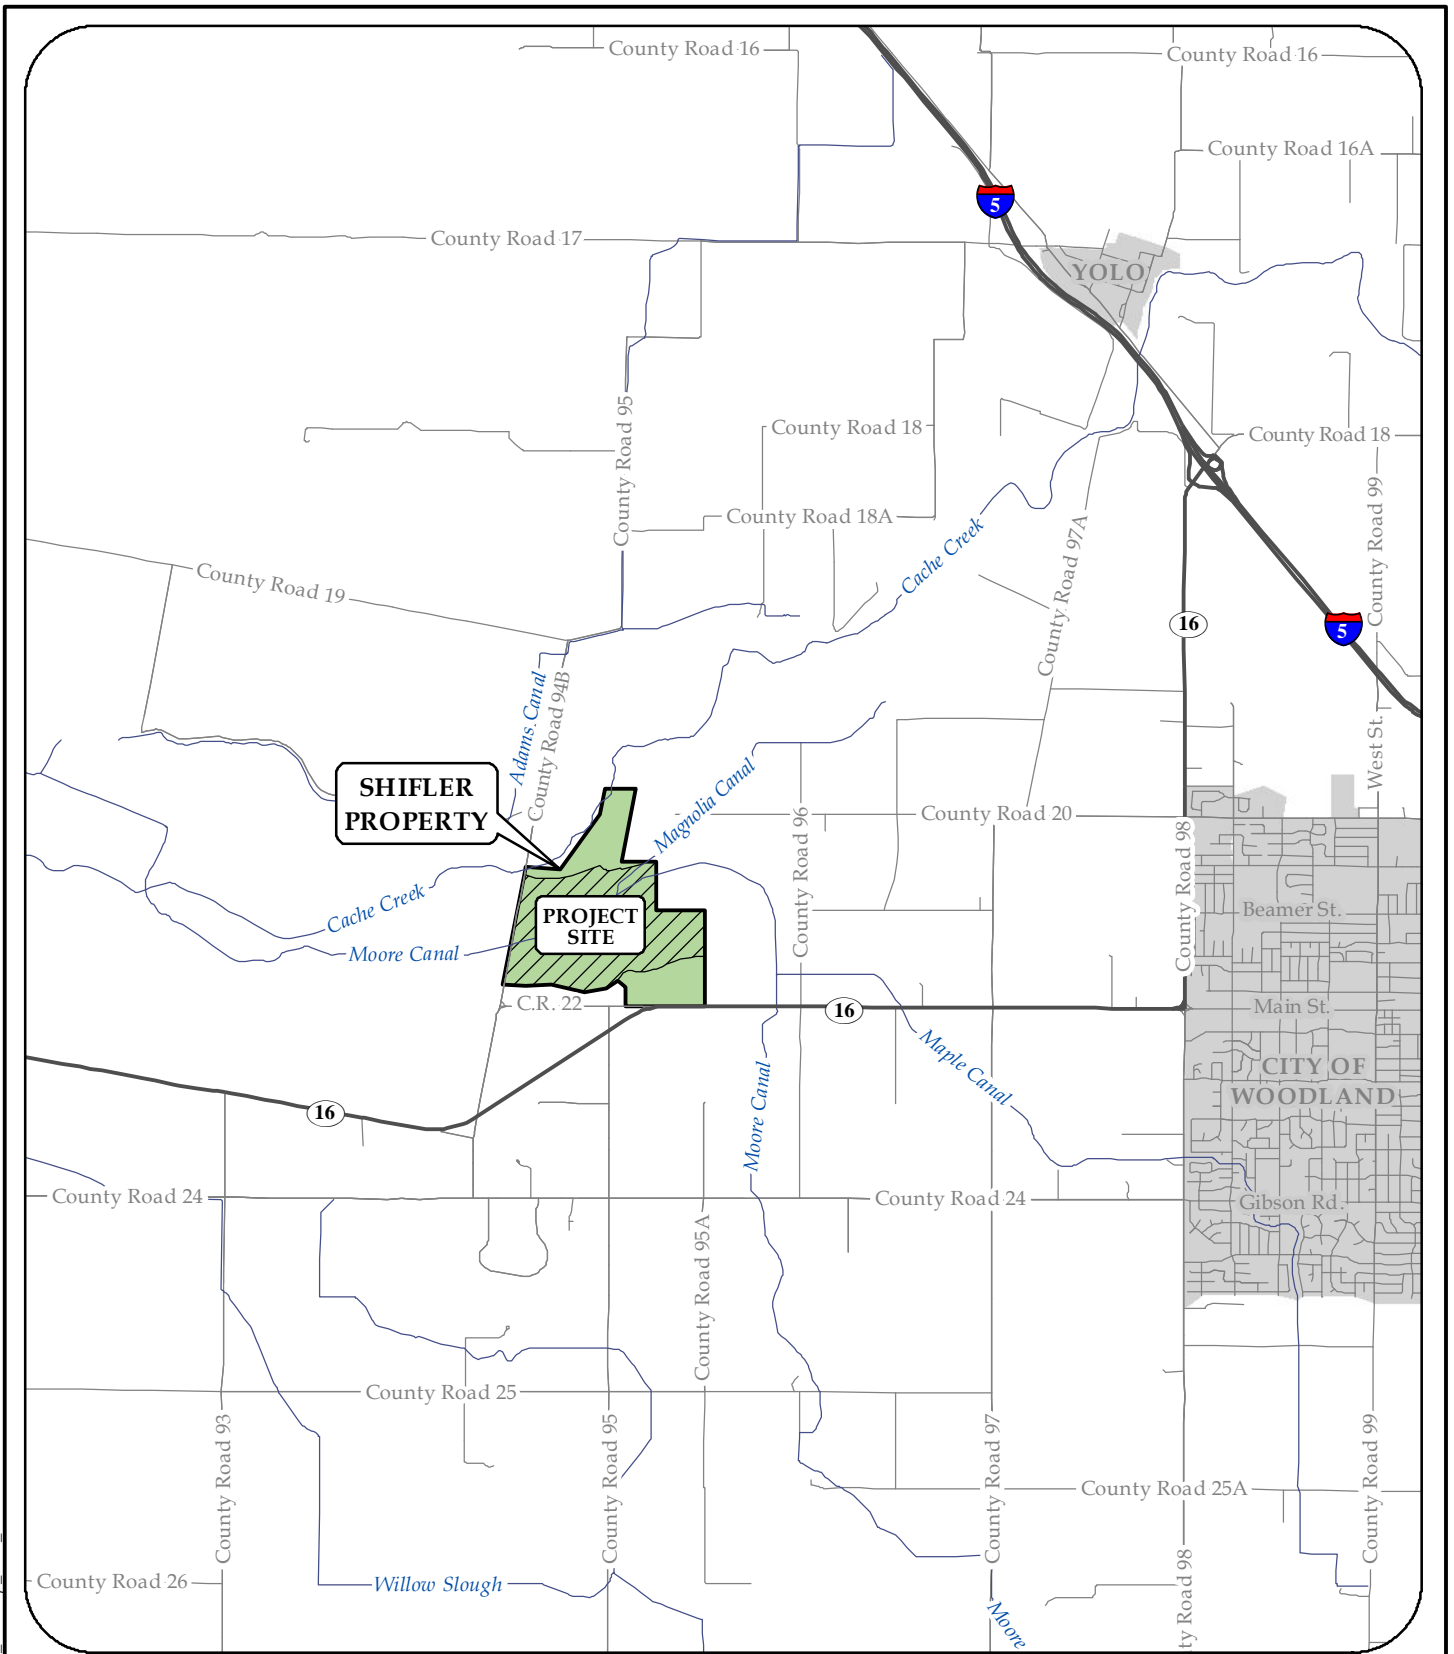 County Road 16
County Road 16
County Road 16A
5
County Road 17
YOLO
County Road 95
County Road 18
County Road 18
County Road 18A
County Road 99
Cache Creek
County Road 97A
County Road 19
16
5
Adams Canal
County Road 94B
West St.
SHIFLER
PROPERTY
Magnolia Canal
County Road 96
County Road 20
County Road 98
Cache Creek
PROJECT
SITE
Beamer St.
Moore Canal
C.R. 22
16
Main St.
Maple Canal
CITY OF
WOODLAND
16
Moore Canal
County Road 24
County Road 24
Gibson Rd.
County Road 95A
County Road 25
County Road 93
County Road 95
County Road 97
County Road 25A
County Road 99
County Road 26
Willow Slough
Moore
ty Road 98